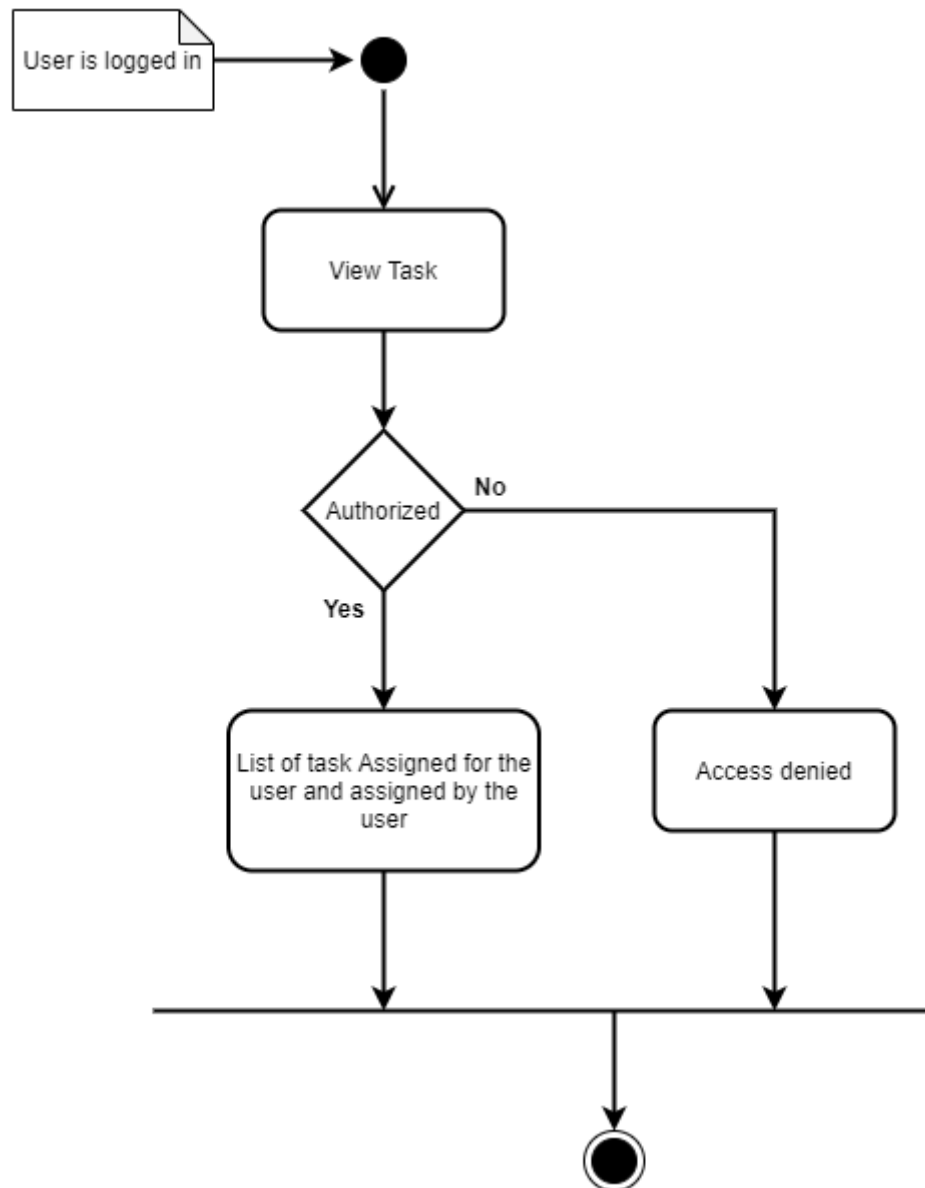 User is logged in
View Task
Authorized
No
Yes
List of task Assigned for the
user and assigned by the
user
Access denied